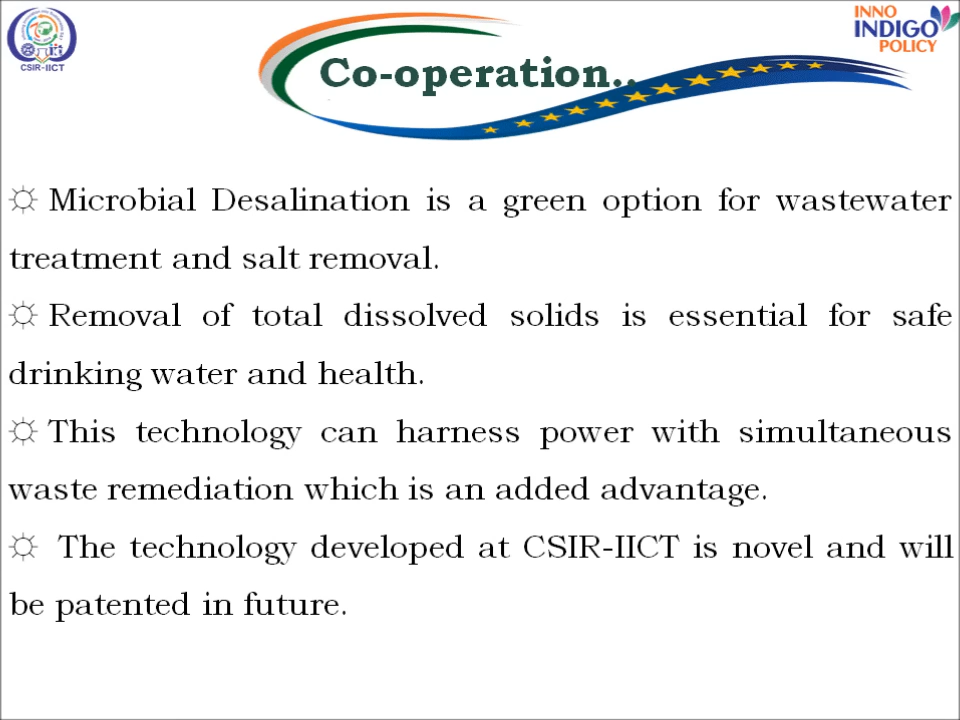 CSIR-IICT
INNO
INDIGO
POLICY
Co-operation..
☼ Microbial Desalination is a green option for wastewater
treatment and salt removal.
☼ Removal of total dissolved solids is essential for safe
drinking water and health.
☼ This technology can harness power with simultaneous
waste remediation which is an added advantage.
☼ The technology developed at CSIR-IICT is novel and will
be patented in future.